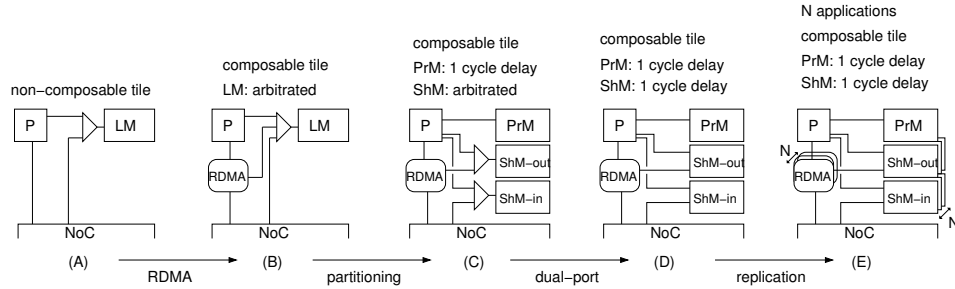 non-composable tile
P
LM
NoC
(A)
RDMA
composable tile
LM: arbitrated
P
LM
RDMA
NoC
(B)
partitioning
composable tile
PrM: 1 cycle delay
ShM: arbitrated
P
PrM
ShM-out
RDMA
ShM-in
NoC
(C)
dual-port
composable tile
PrM: 1 cycle delay
ShM: 1 cycle delay
P
PrM
ShM-out
RDMA
ShM-in
NoC
(D)
replication
N applications
composable tile
PrM: 1 cycle delay
ShM: 1 cycle delay
P
PrM
N
ShM-out
RDMA
ShM-in
N
NoC
(E)